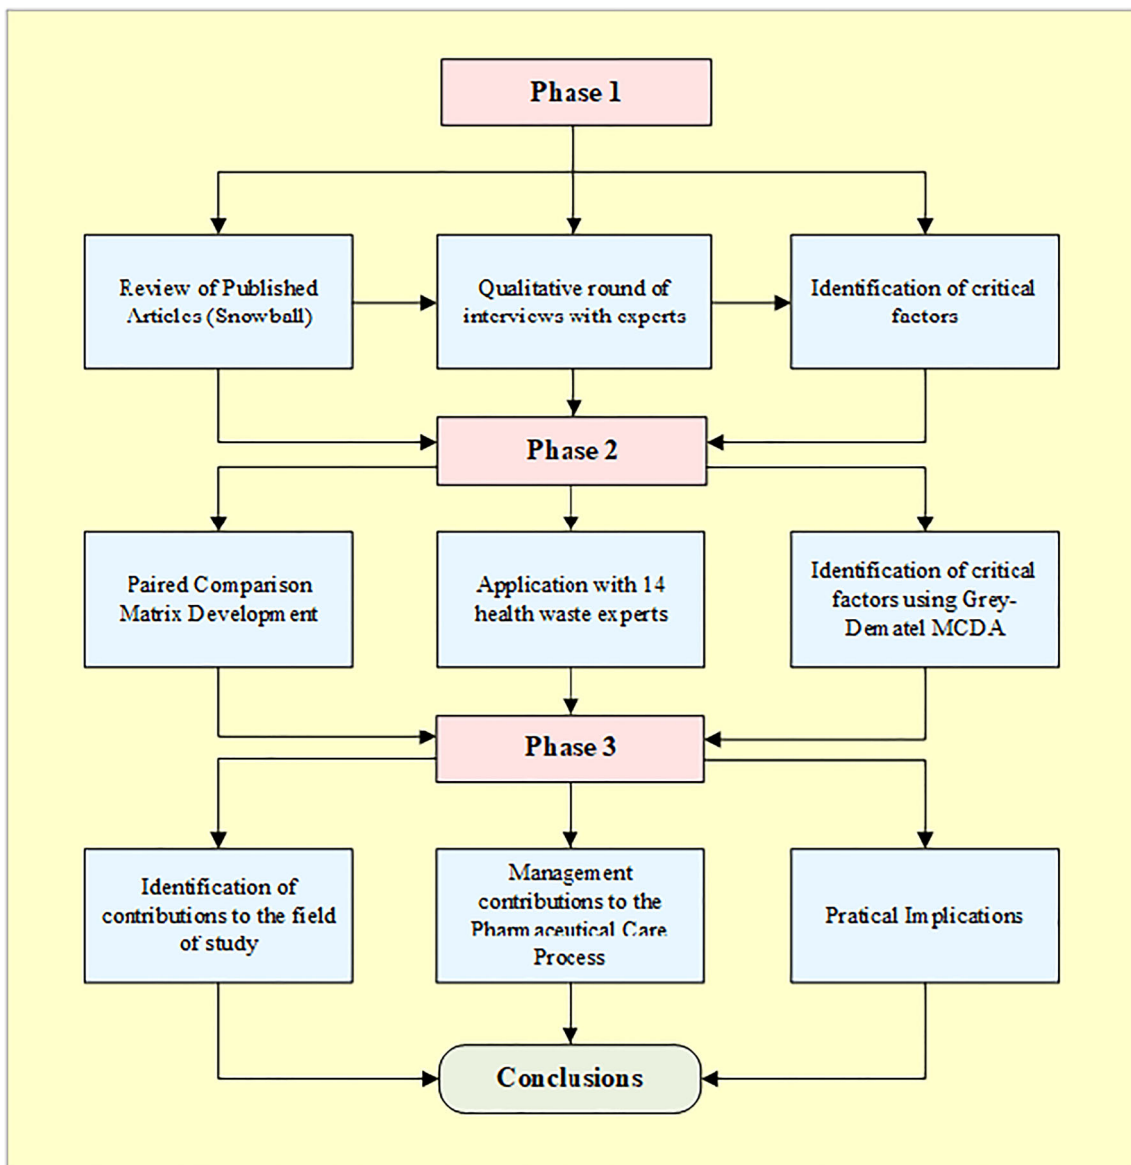 Phase 1
Review of Published
Articles (Snowball)
Qualitative round of
interviews with experts
Identification of critical
factors
Phase 2
Paired Comparison
Matrix Development
Application with 14
health waste experts
Identification of critical
factors using Grey-
Dematel MCDA
Phase 3
Identification of
contributions to the field
of study
Management
contributions to the
Pharmaceutical Care
Process
Pratical Implications
Conclusions